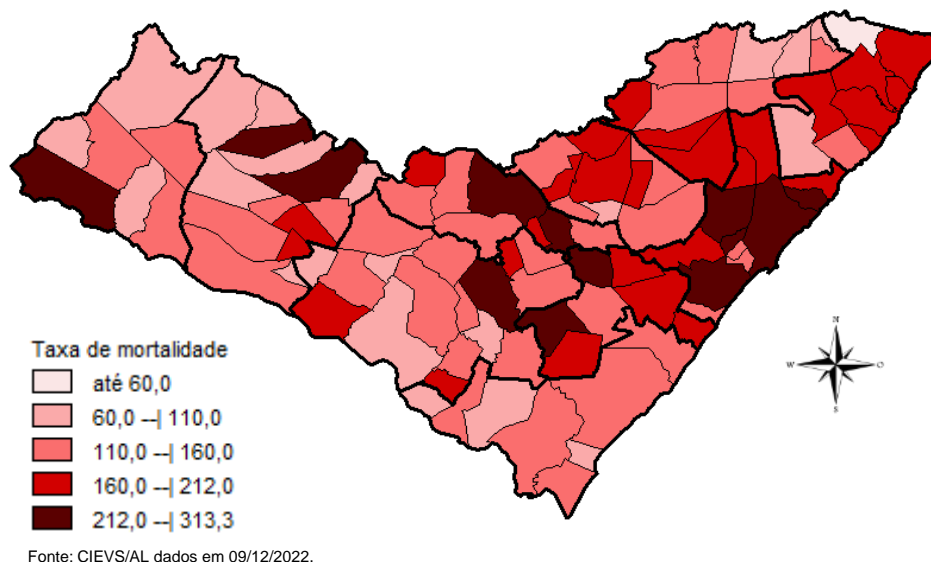 N
W
O
S
Taxa de mortalidade
até 60,0
60,0 --| 110,0
110,0 --| 160,0
160,0 --| 212,0
212,0 --| 313,3
Fonte: CIEVS/AL dados em 09/12/2022.